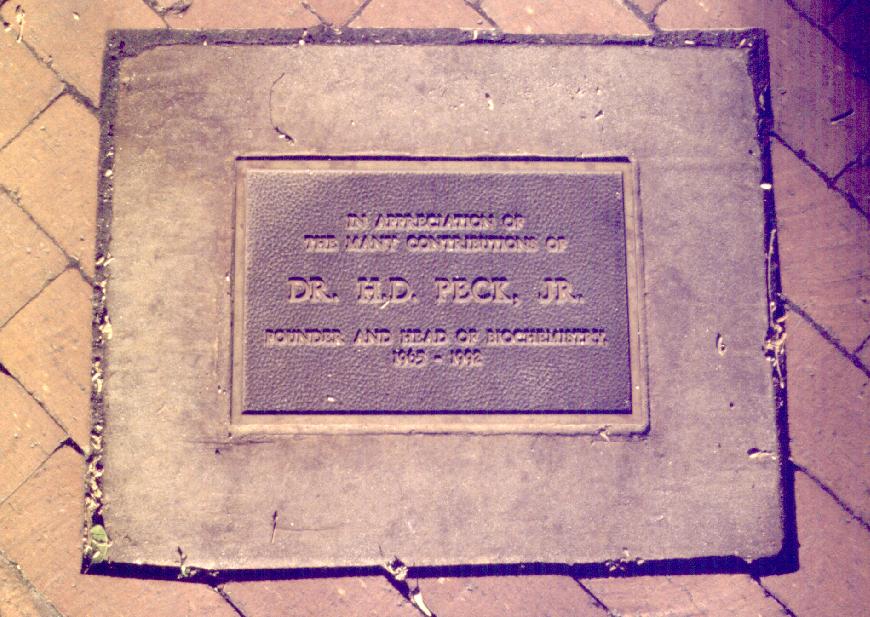 IN APPRECIATION OF
THE MANY CONTRIBUTIONS OF
DR. H.D. PECK, JR.
FOUNDER AND HEAD OF BIOCHEMISTRY
1965 - 1992